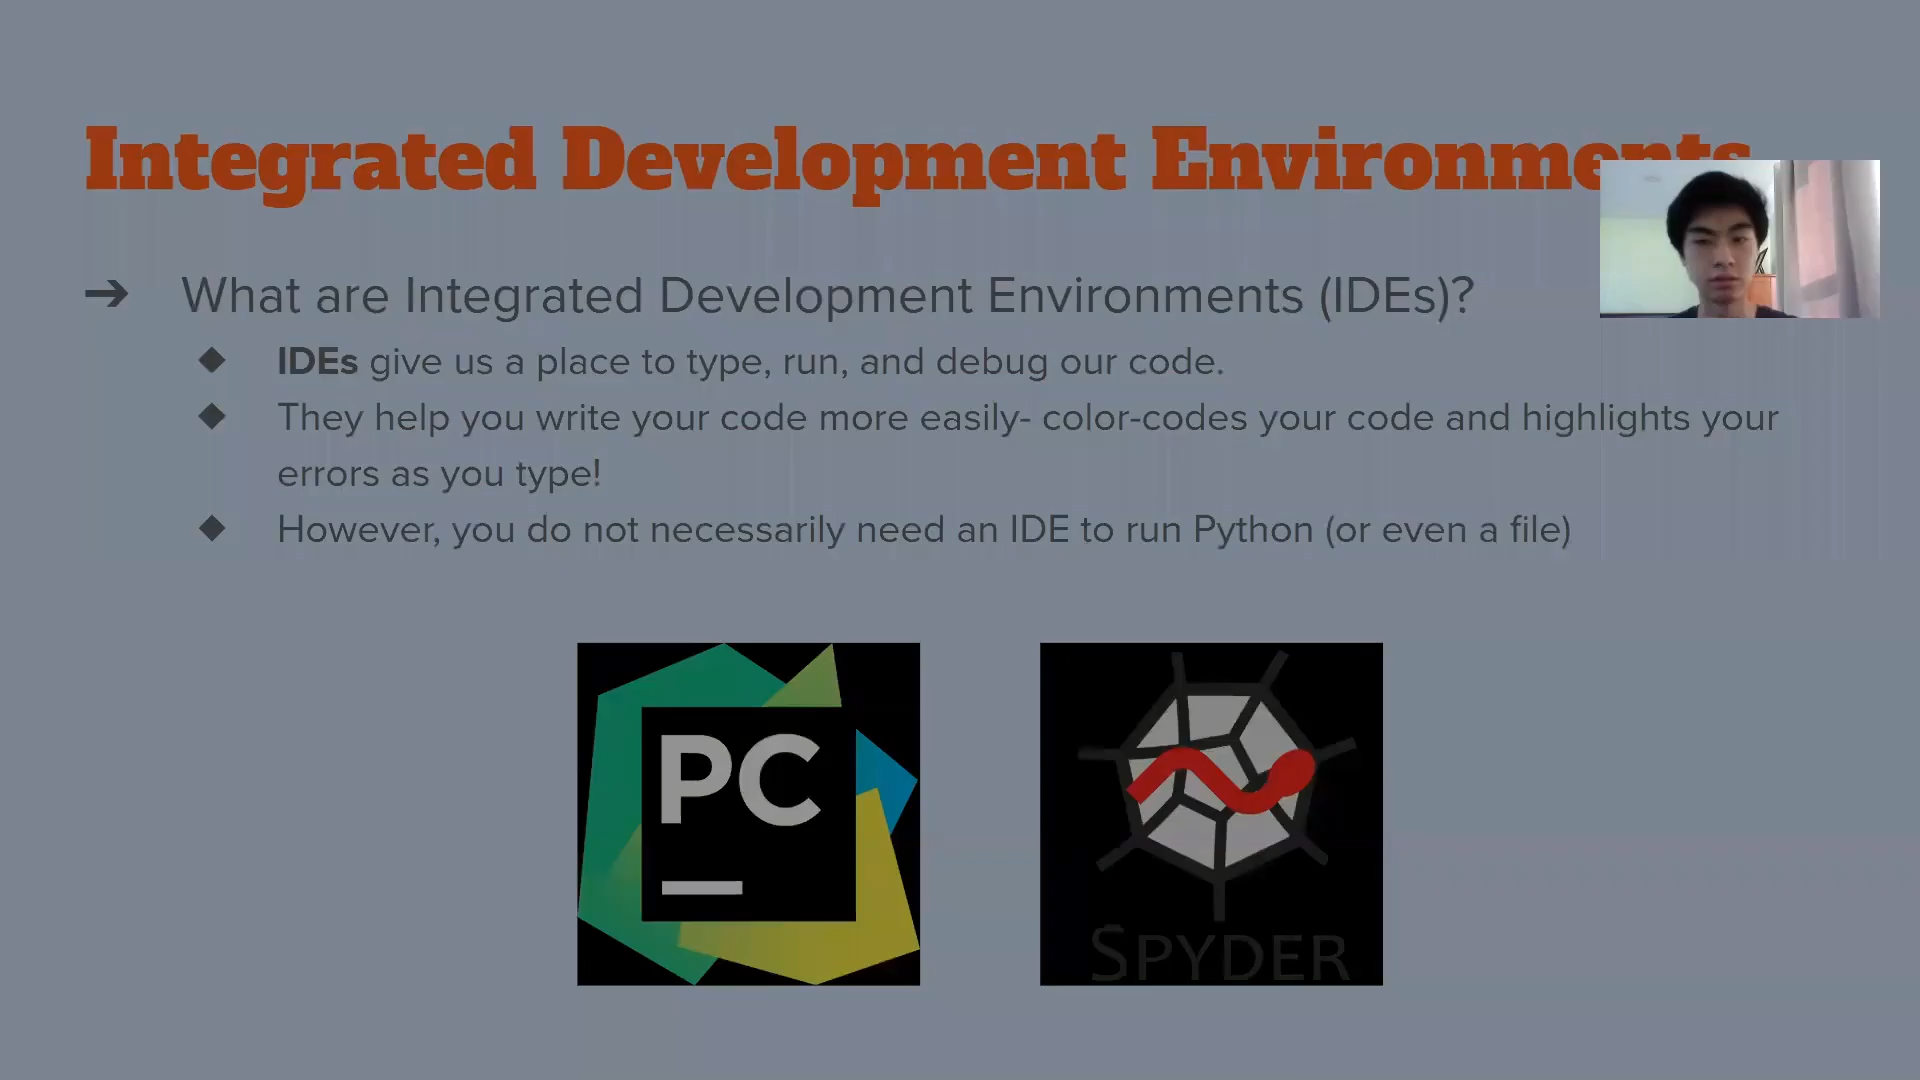 Integrated Development Environments
➔ What are Integrated Development Environments (IDEs)?
◆ IDEs give us a place to type, run, and debug our code.
◆ They help you write your code more easily- color-codes your code and highlights your
errors as you type!
◆ However, you do not necessarily need an IDE to run Python (or even a file)
PC
SPYDER